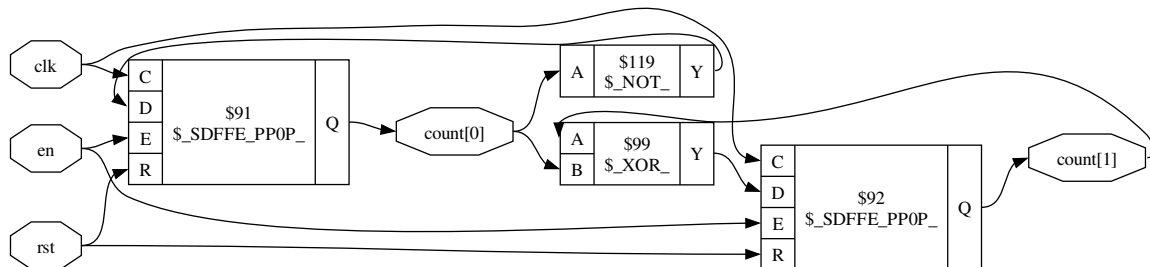 clk
en
rst
C
D
E
R
$91
$_SDFFE_PP0P_
Q
count[0]
A
$119
$_NOT_
Y
A
B
$99
$_XOR_
Y
C
D
E
R
$92
$_SDFFE_PP0P_
Q
count[1]